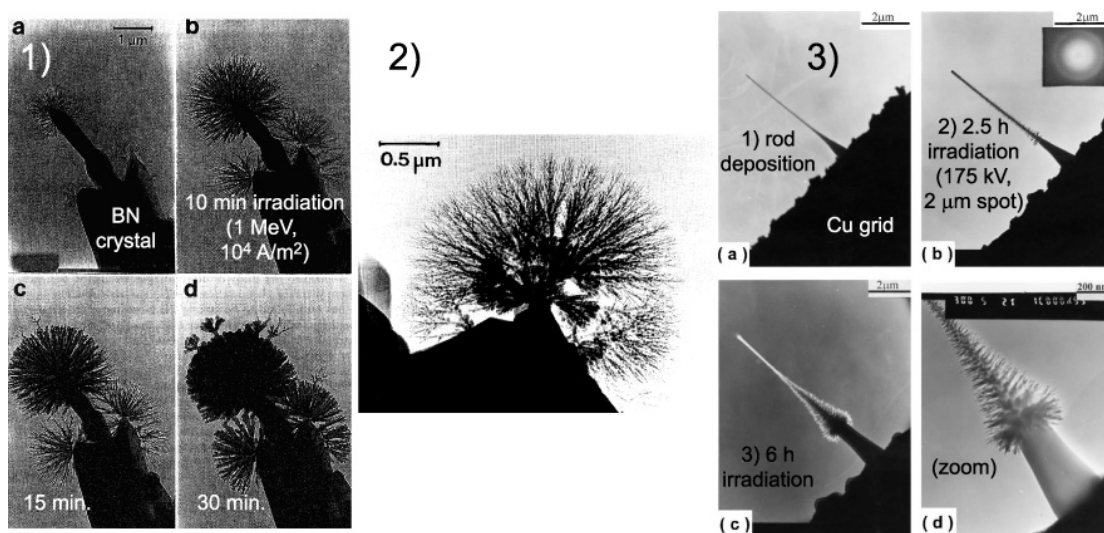 a
1 µm
1)
BN
crystal
b
10 min irradiation
(1 MeV,
10⁴ A/m²)
c
15 min.
d
30 min.
2)
0.5 µm
2µm
3)
1) rod
deposition
Cu grid
(a)
2µm
2) 2.5 h
irradiation
(175 kV,
2 µm spot)
(b)
2µm
3) 6 h
irradiation
(c)
200 nm
(zoom)
(d)